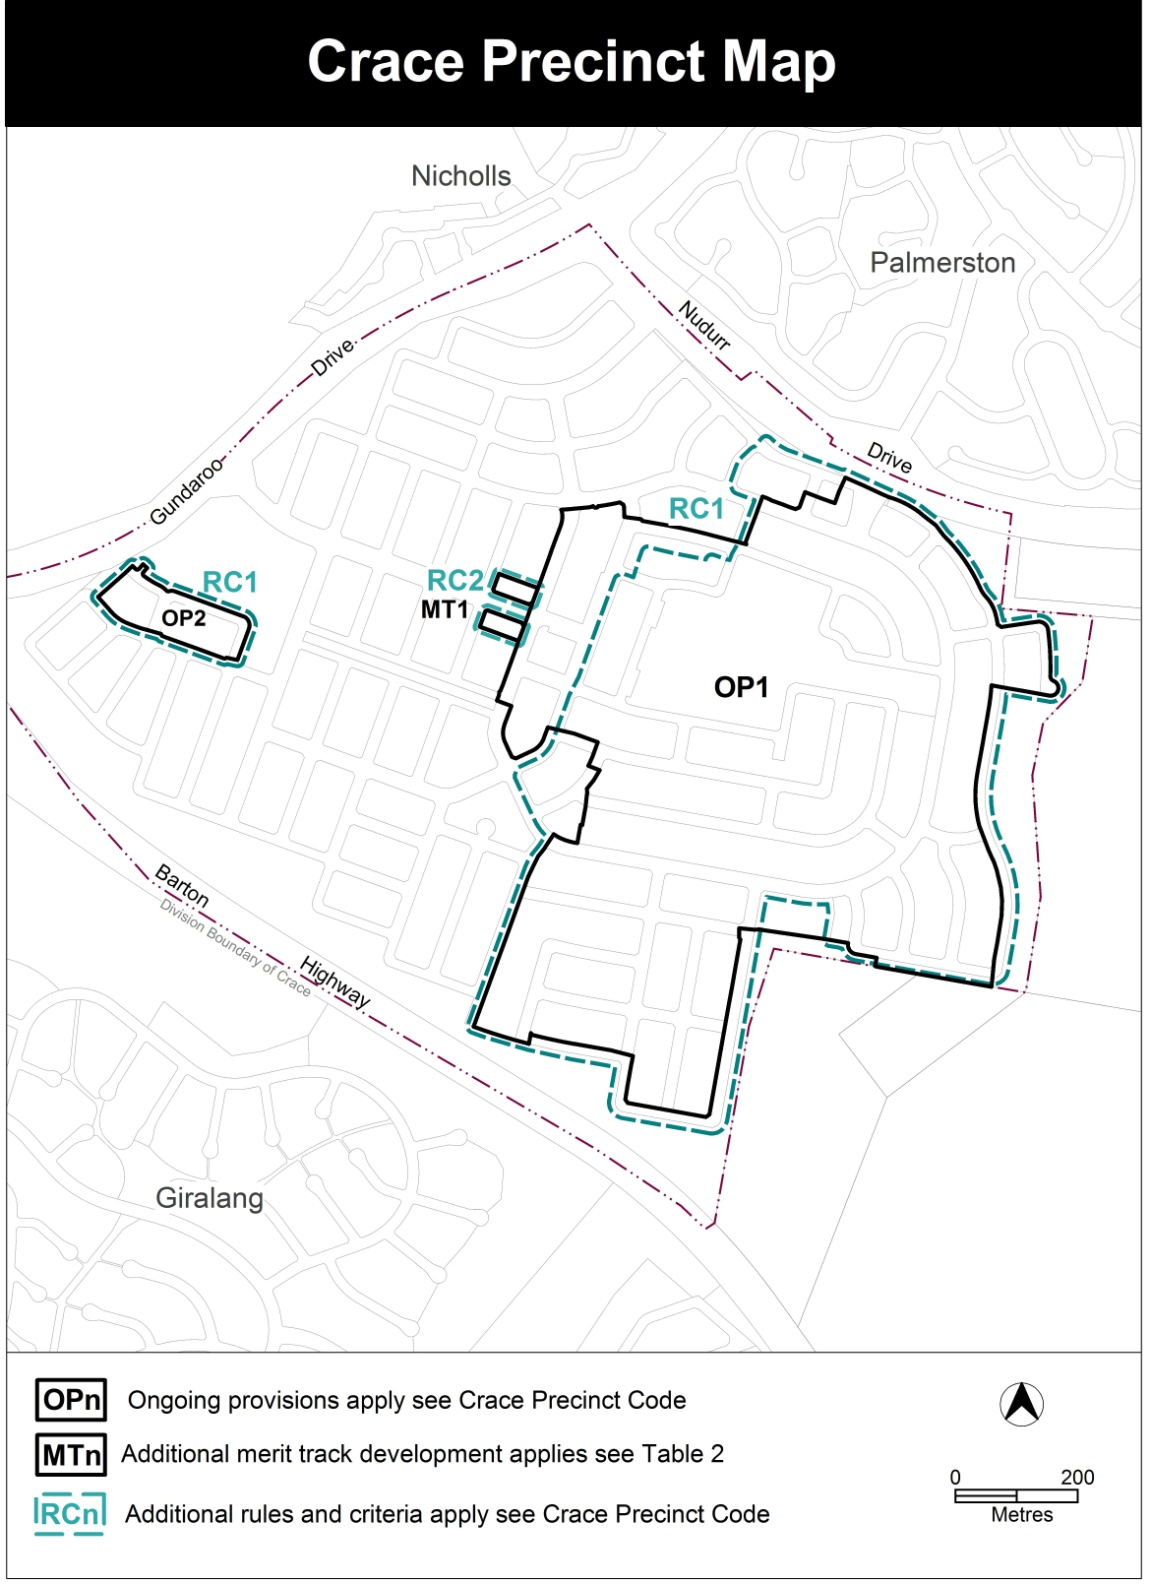 Crace Precinct Map
Nicholls
Palmerston
Nudurr
Drive
Drive
Gundaroo
RC1
RC1
RC2
MT1
OP2
OP1
Barton
Division Boundary of Crace
Highway
Giralang
OPn Ongoing provisions apply see Crace Precinct Code
MTn Additional merit track development applies see Table 2
RCn Additional rules and criteria apply see Crace Precinct Code
0 200
Metres